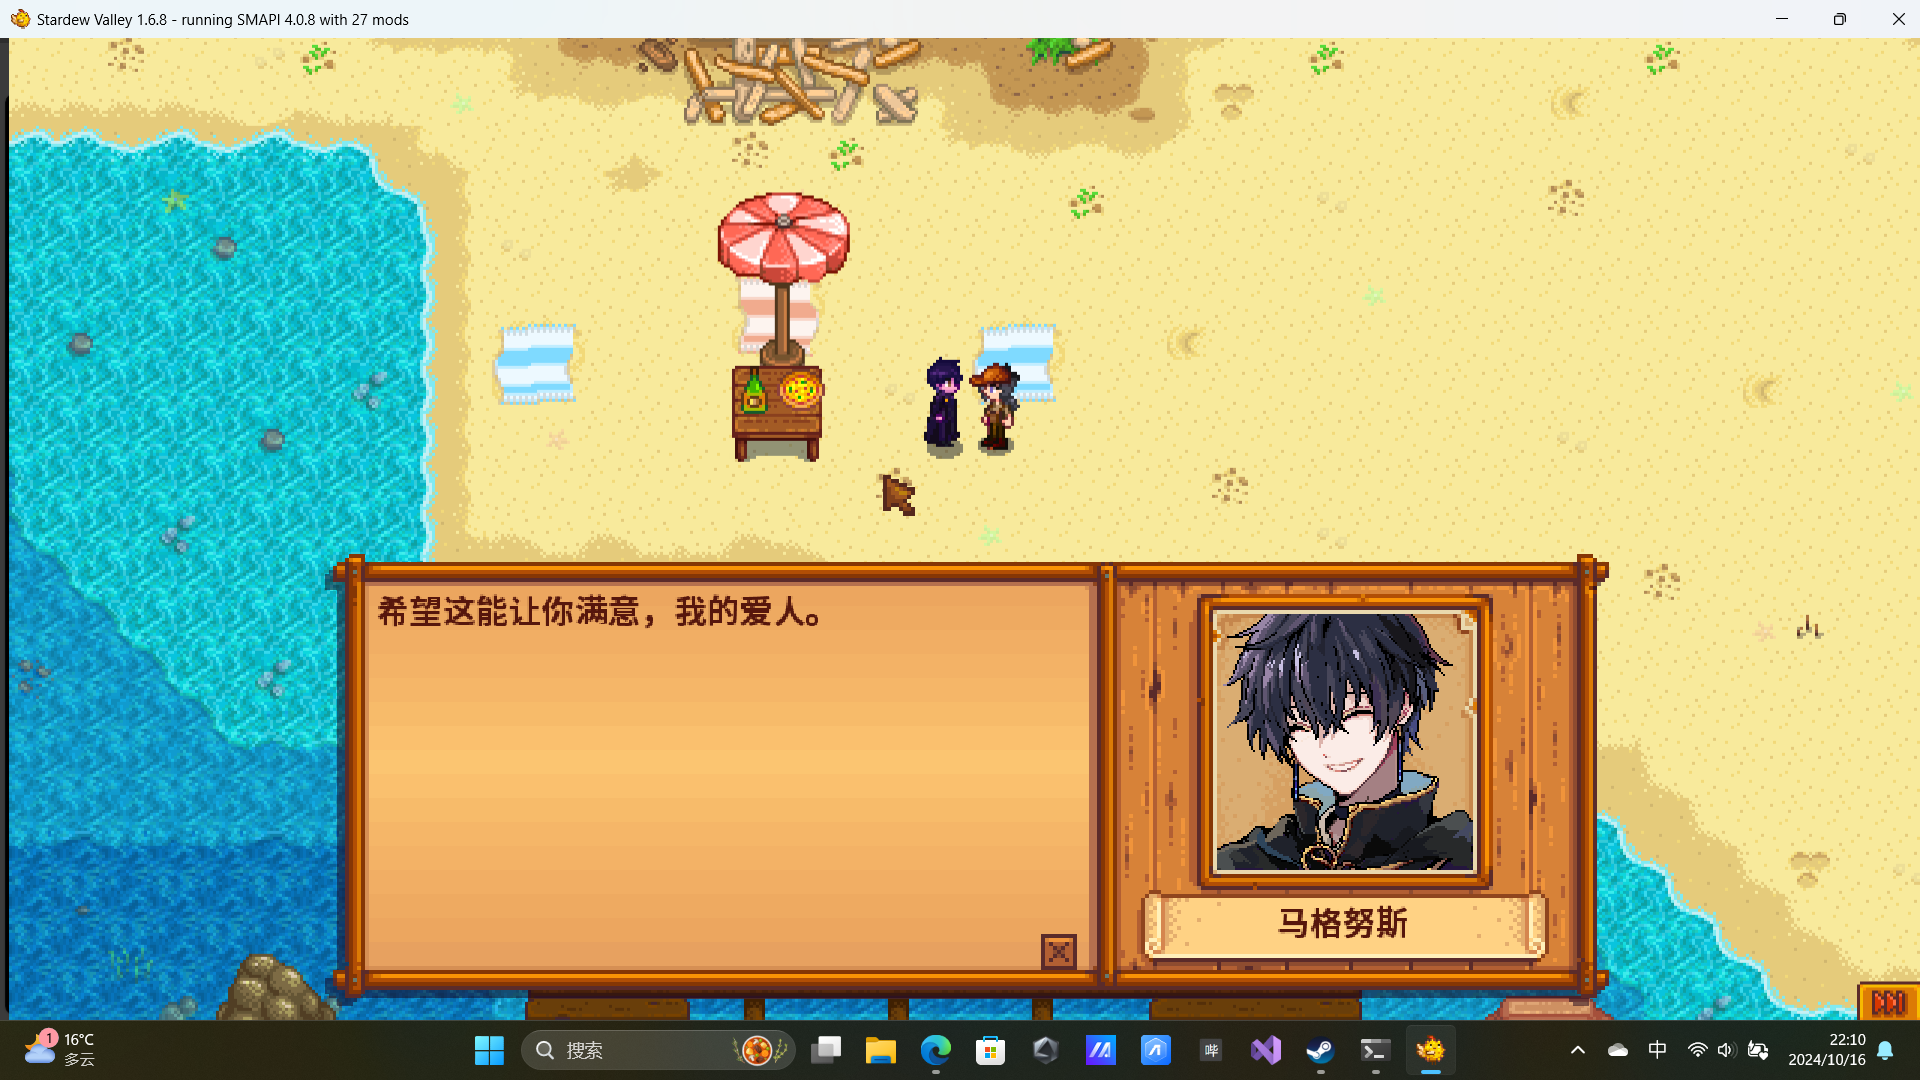 Stardew Valley 1.6.8 - running SMAPI 4.0.8 with 27 mods
希望这能让你满意，我的爱人。
马格努斯
1
16°C
多云
搜索
哔
中
22:10
2024/10/16